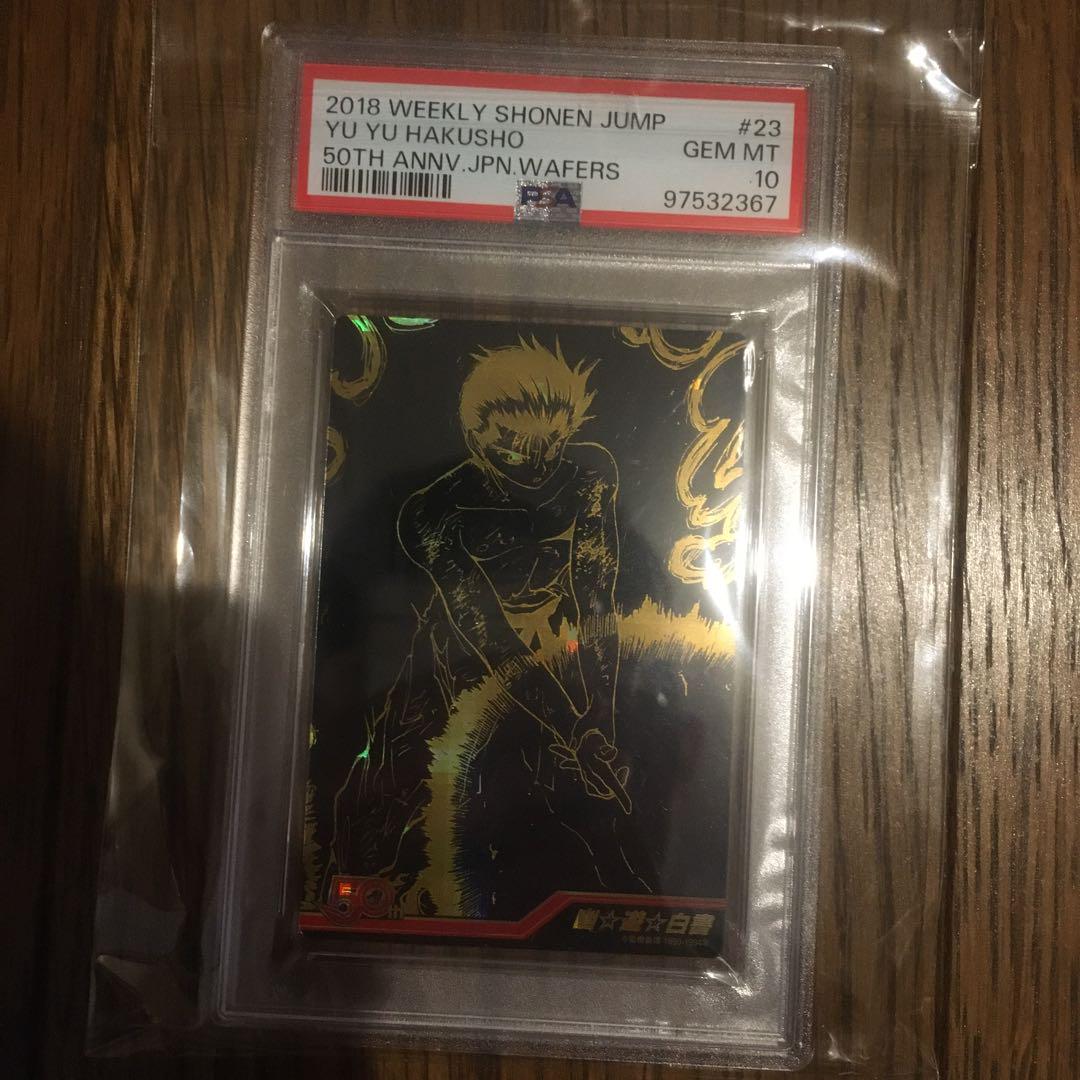 2018 WEEKLY SHONEN JUMP #23
YU YU HAKUSHO GEM MT
50TH ANNV.JPN.WAFERS 10
PSA 97532367
50
幽☆遊☆白書